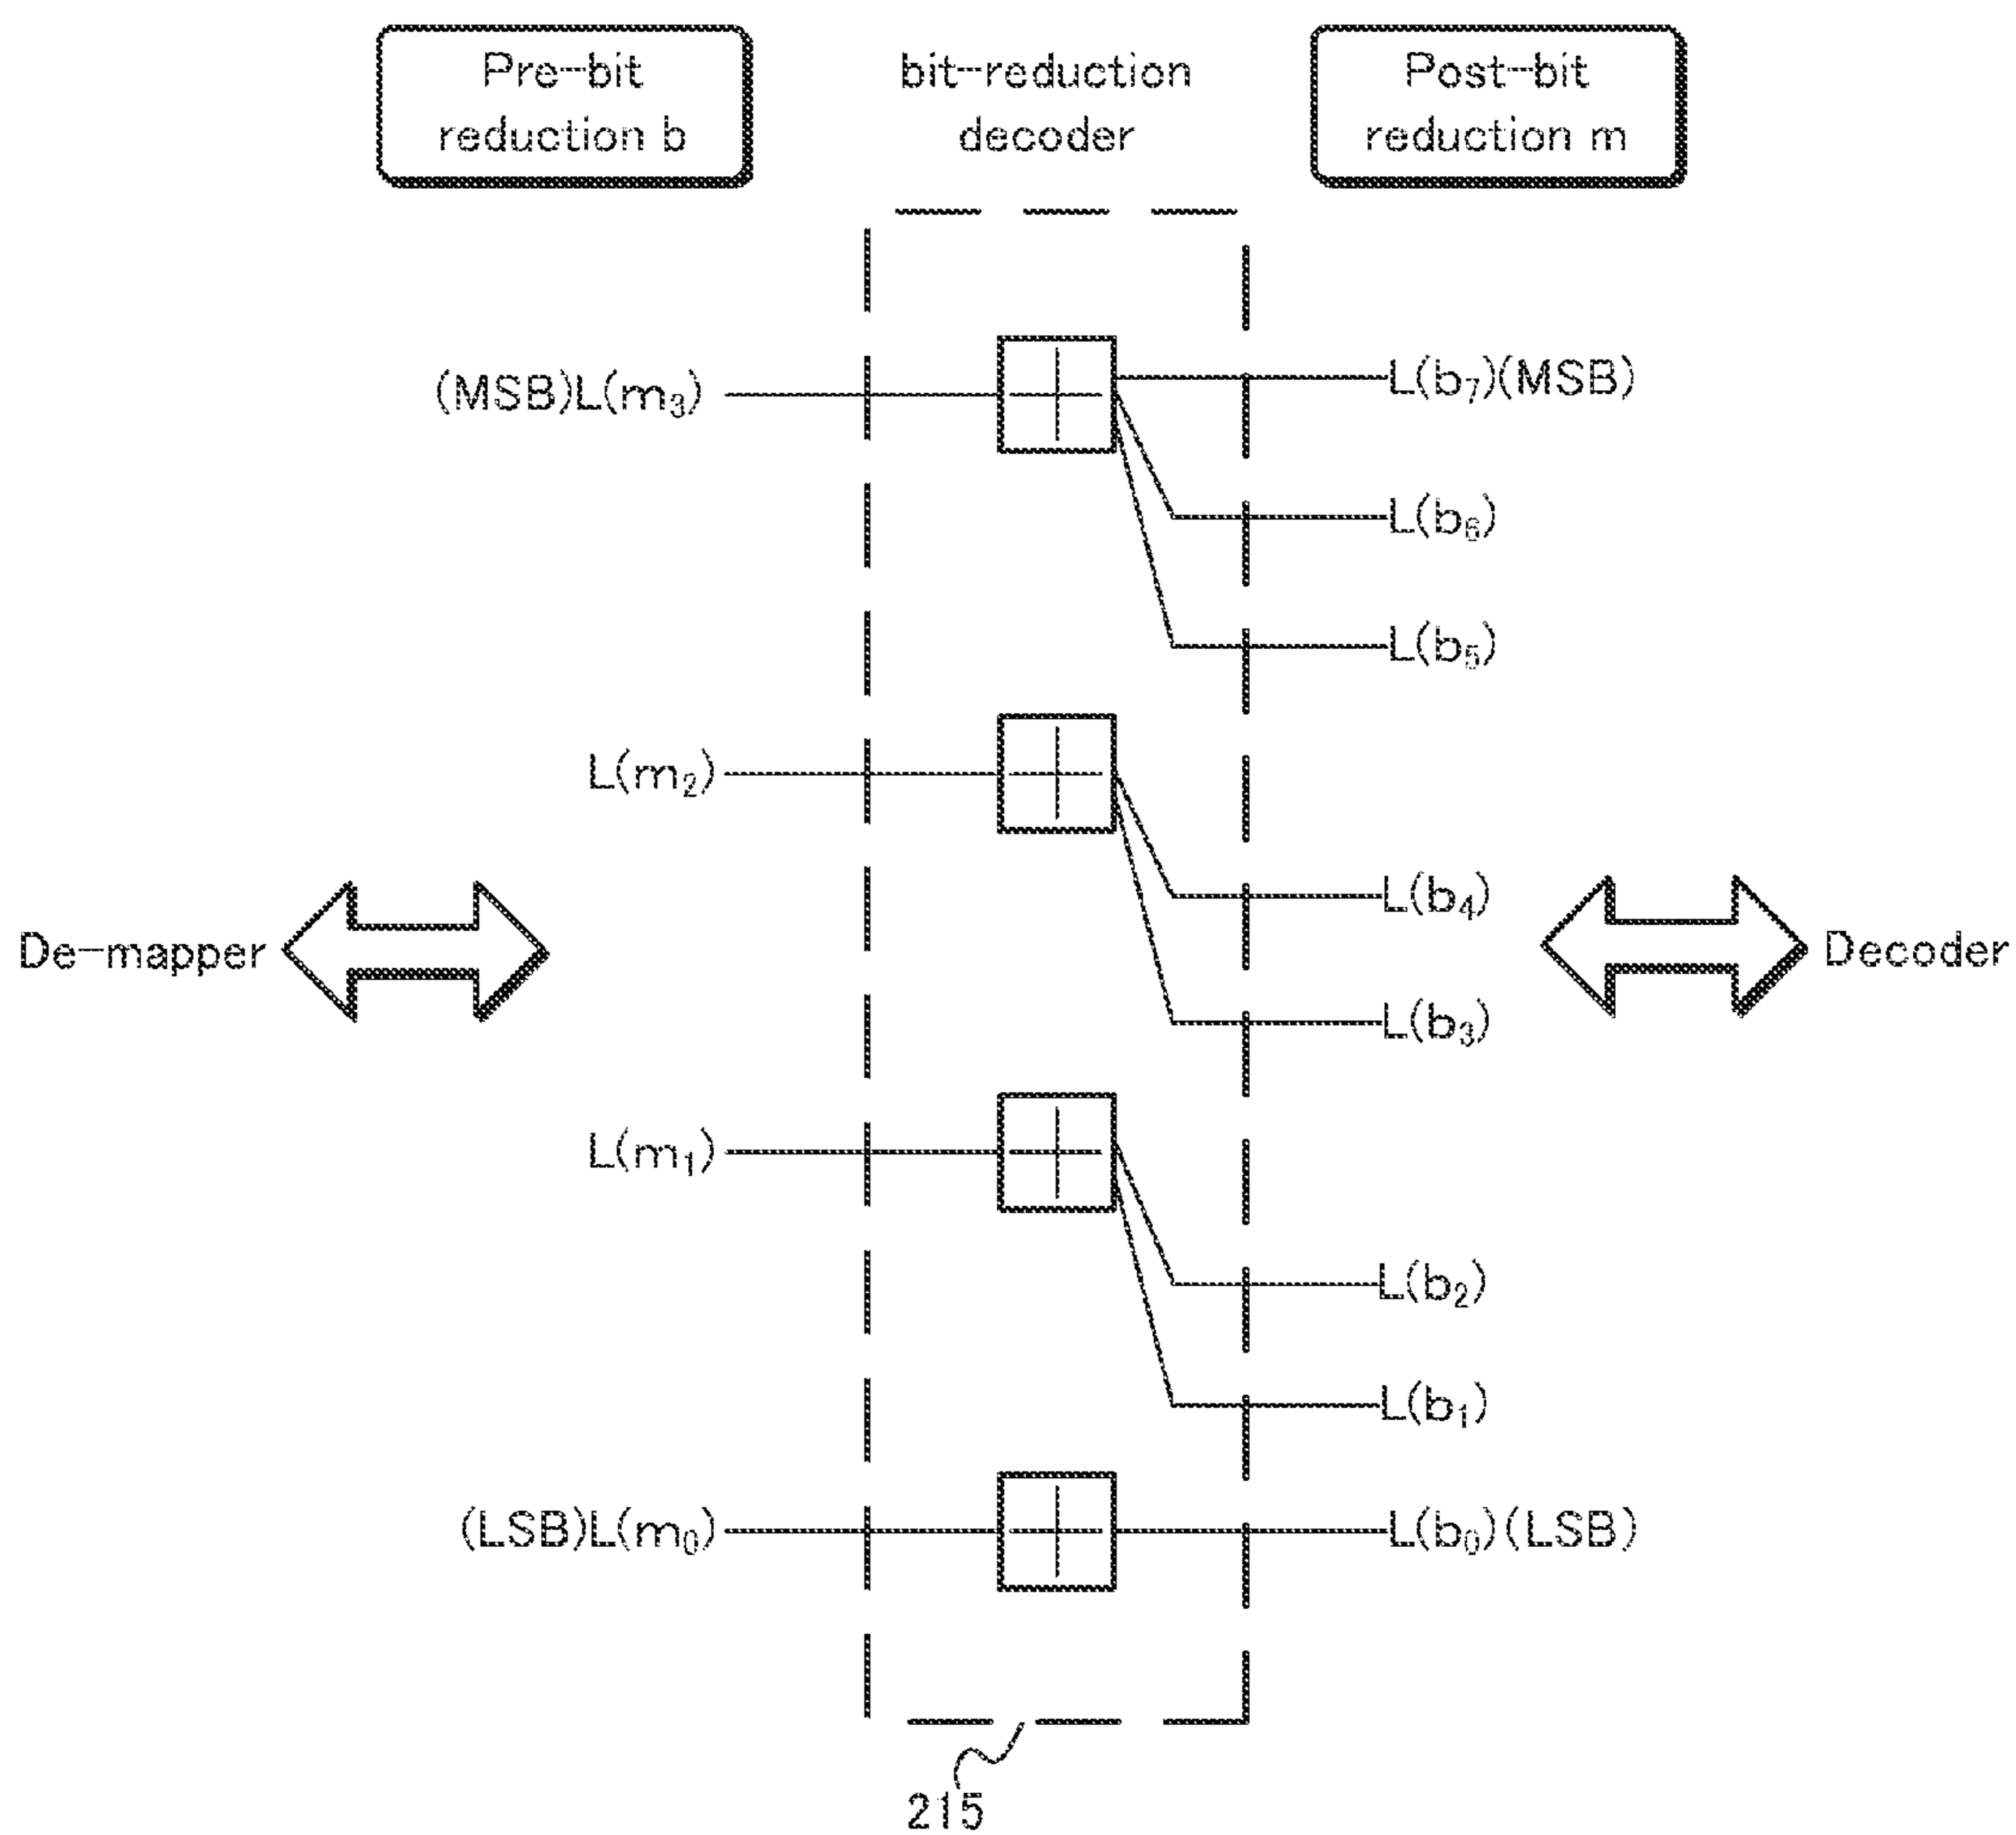 Pre-bit
reduction b
bit-reduction
decoder
Post-bit
reduction m
(MSB)L(m₃)
L(b₇)(MSB)
L(b₆)
L(b₅)
L(m₂)
L(b₄)
De-mapper
Decoder
L(b₃)
L(m₁)
L(b₂)
L(b₁)
(LSB)L(m₀)
L(b₀)(LSB)
215